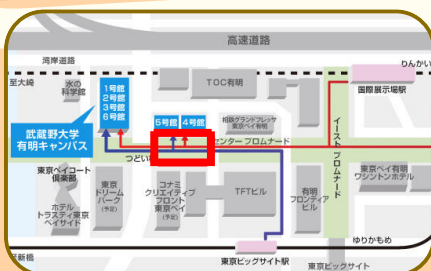 高速道路
湾岸道路
りんかい
至大崎
水の
科学館
1号館
2号館
3号館
6号館
TOC有明
国際展示場駅
5号館
4号館
相鉄グランドフレッサ
東京ベイ有明
武蔵野大学
有明キャンパス
センター プロムナード
イースト プロムナード
つどい
東京ベイコート
倶楽部
東京
ドリーム
パーク
(予定)
コナミ
クリエイティブ
フロント
東京ベイ
(予定)
TFTビル
有明
フロンティア
ビル
東京ベイ有明
ワシントンホテル
ホテル
トラスティ東京
ベイサイド
ゆりかもめ
至新橋
東京ビッグサイト駅
東京ビッグサイト